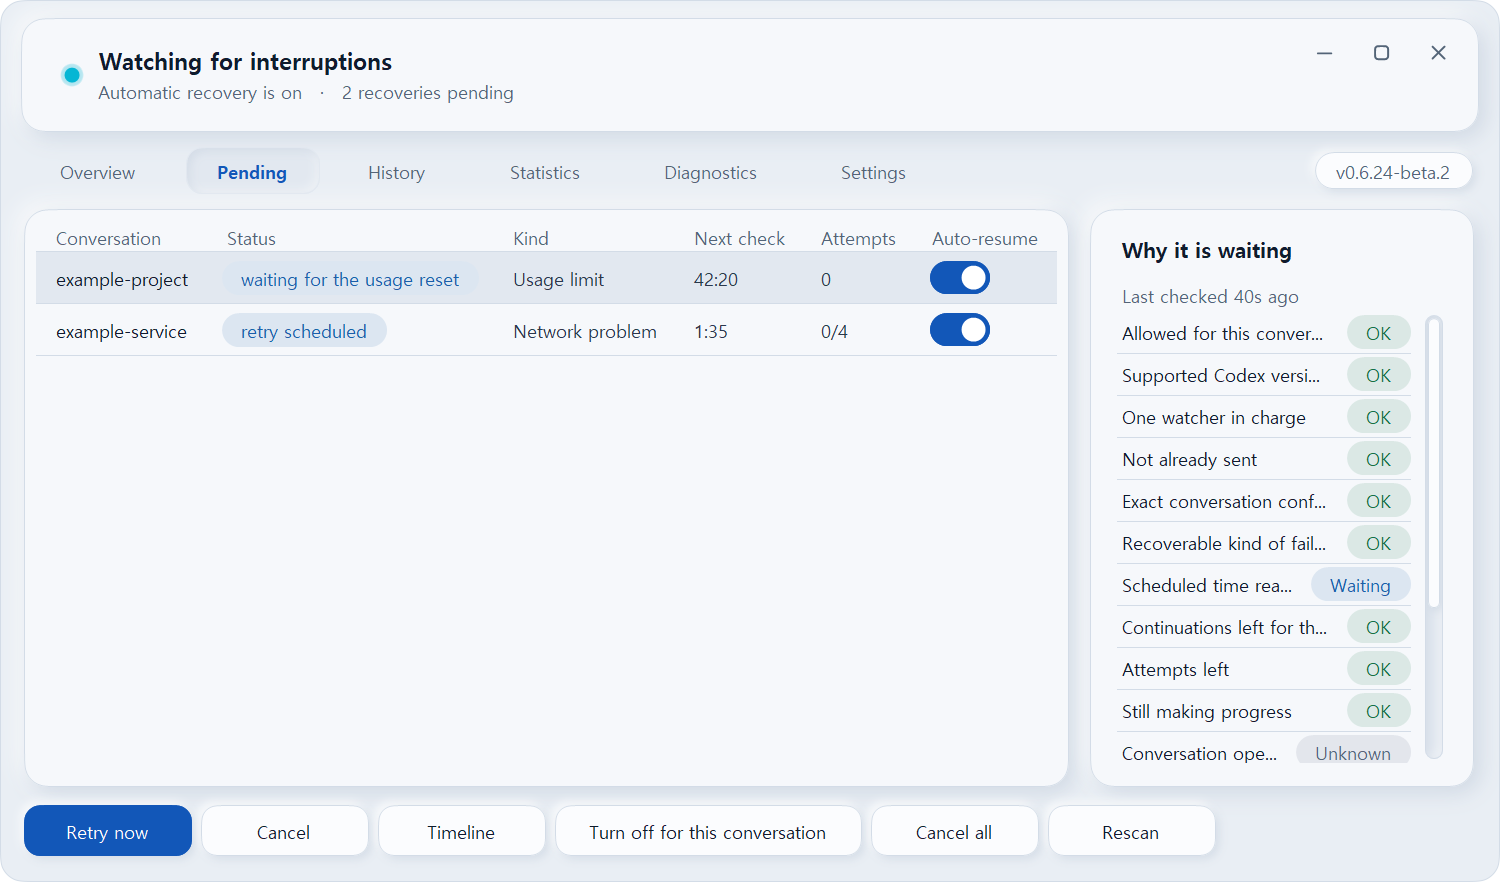 Watching for interruptions
Automatic recovery is on · 2 recoveries pending
Overview Pending History Statistics Diagnostics Settings v0.6.24-beta.2
Conversation Status Kind Next check Attempts Auto-resume
example-project waiting for the usage reset Usage limit 42:20 0
example-service retry scheduled Network problem 1:35 0/4
Why it is waiting
Last checked 40s ago
Allowed for this conver... OK
Supported Codex versi... OK
One watcher in charge OK
Not already sent OK
Exact conversation conf... OK
Recoverable kind of fail... OK
Scheduled time rea... Waiting
Continuations left for th... OK
Attempts left OK
Still making progress OK
Conversation ope... Unknown
Retry now Cancel Timeline Turn off for this conversation Cancel all Rescan